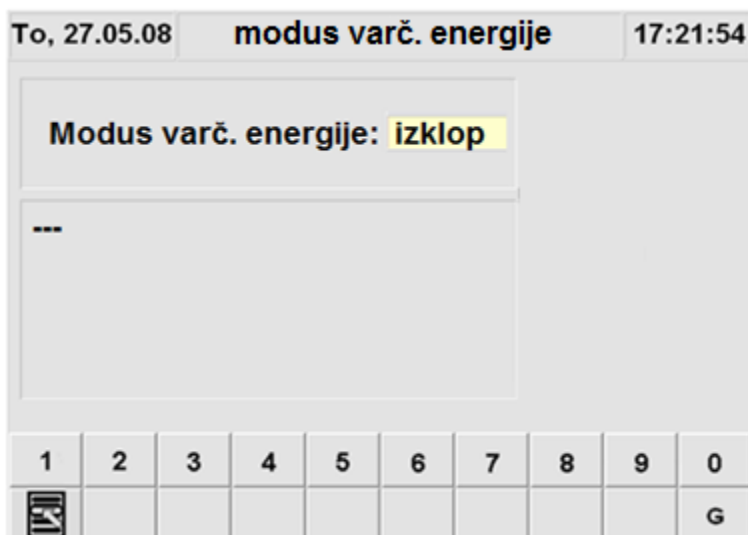 To, 27.05.08 modus varč. energije 17:21:54
Modus varč. energije: izklop
---
1 2 3 4 5 6 7 8 9 0
G